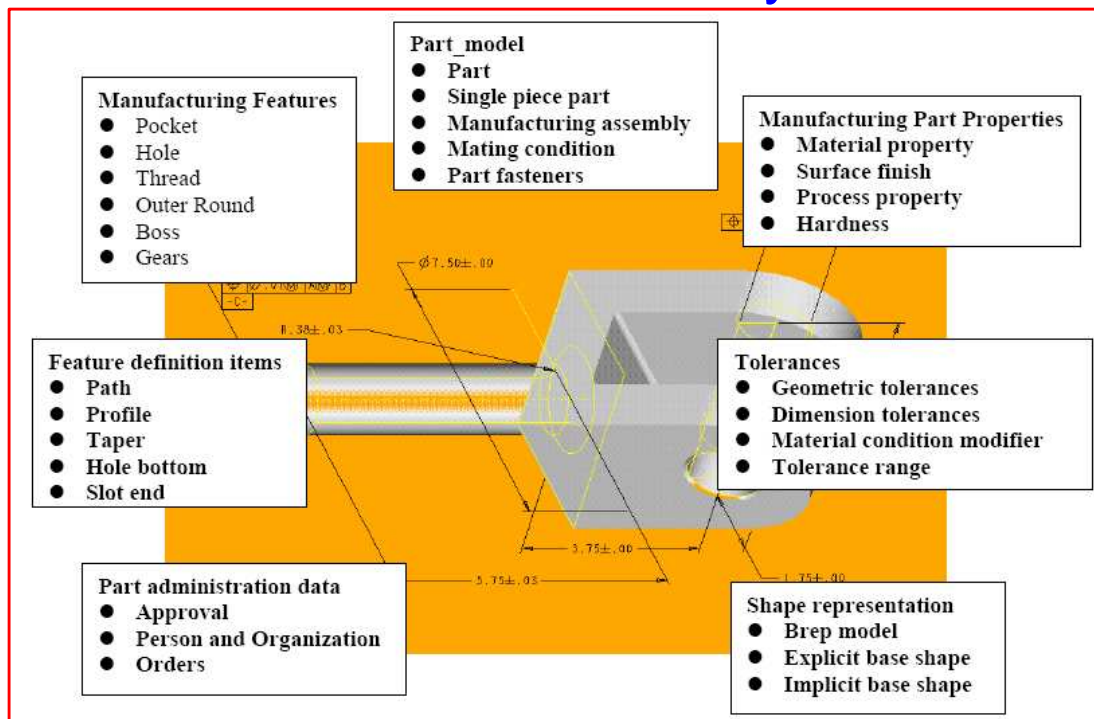 Part_model
● Part
● Single piece part
● Manufacturing assembly
● Mating condition
● Part fasteners
Manufacturing Features
● Pocket
● Hole
● Thread
● Outer Round
● Boss
● Gears
Manufacturing Part Properties
● Material property
● Surface finish
● Process property
● Hardness
⌀7.50±.00
-C-
R.38±.03
Feature definition items
● Path
● Profile
● Taper
● Hole bottom
● Slot end
Tolerances
● Geometric tolerances
● Dimension tolerances
● Material condition modifier
● Tolerance range
3.75±.00
5.75±.03
1.75±.00
Part administration data
● Approval
● Person and Organization
● Orders
Shape representation
● Brep model
● Explicit base shape
● Implicit base shape